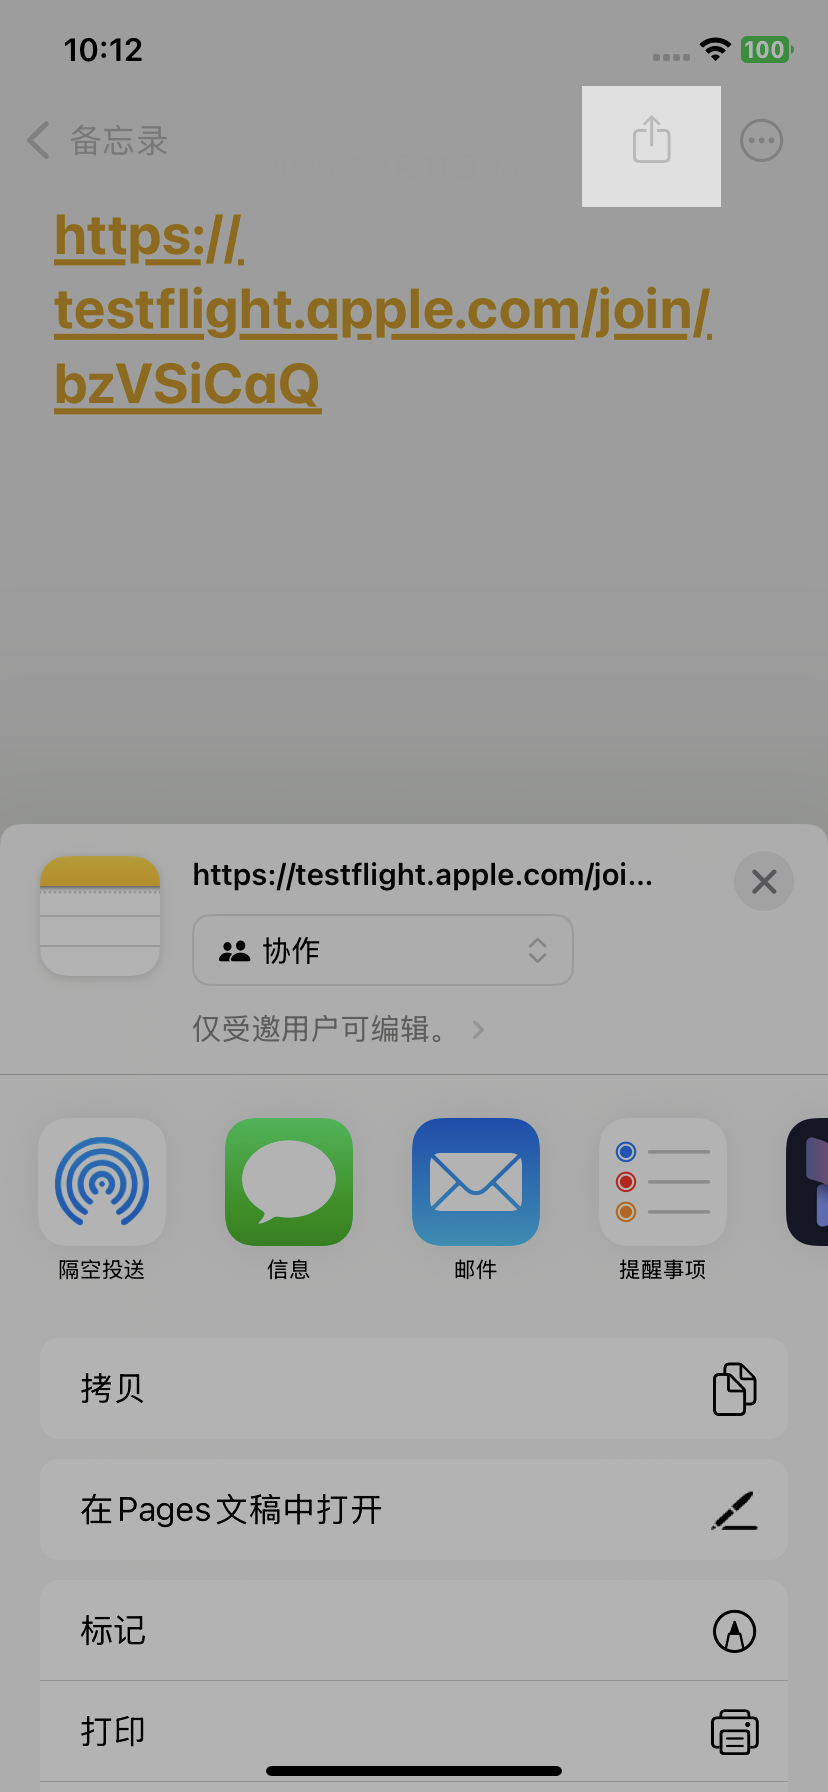 10:12
100
备忘录
https://
testflight.apple.com/join/
bzVSiCaQ
https://testflight.apple.com/joi...
协作
仅受邀用户可编辑。
隔空投送
信息
邮件
提醒事项
拷贝
在Pages文稿中打开
标记
打印